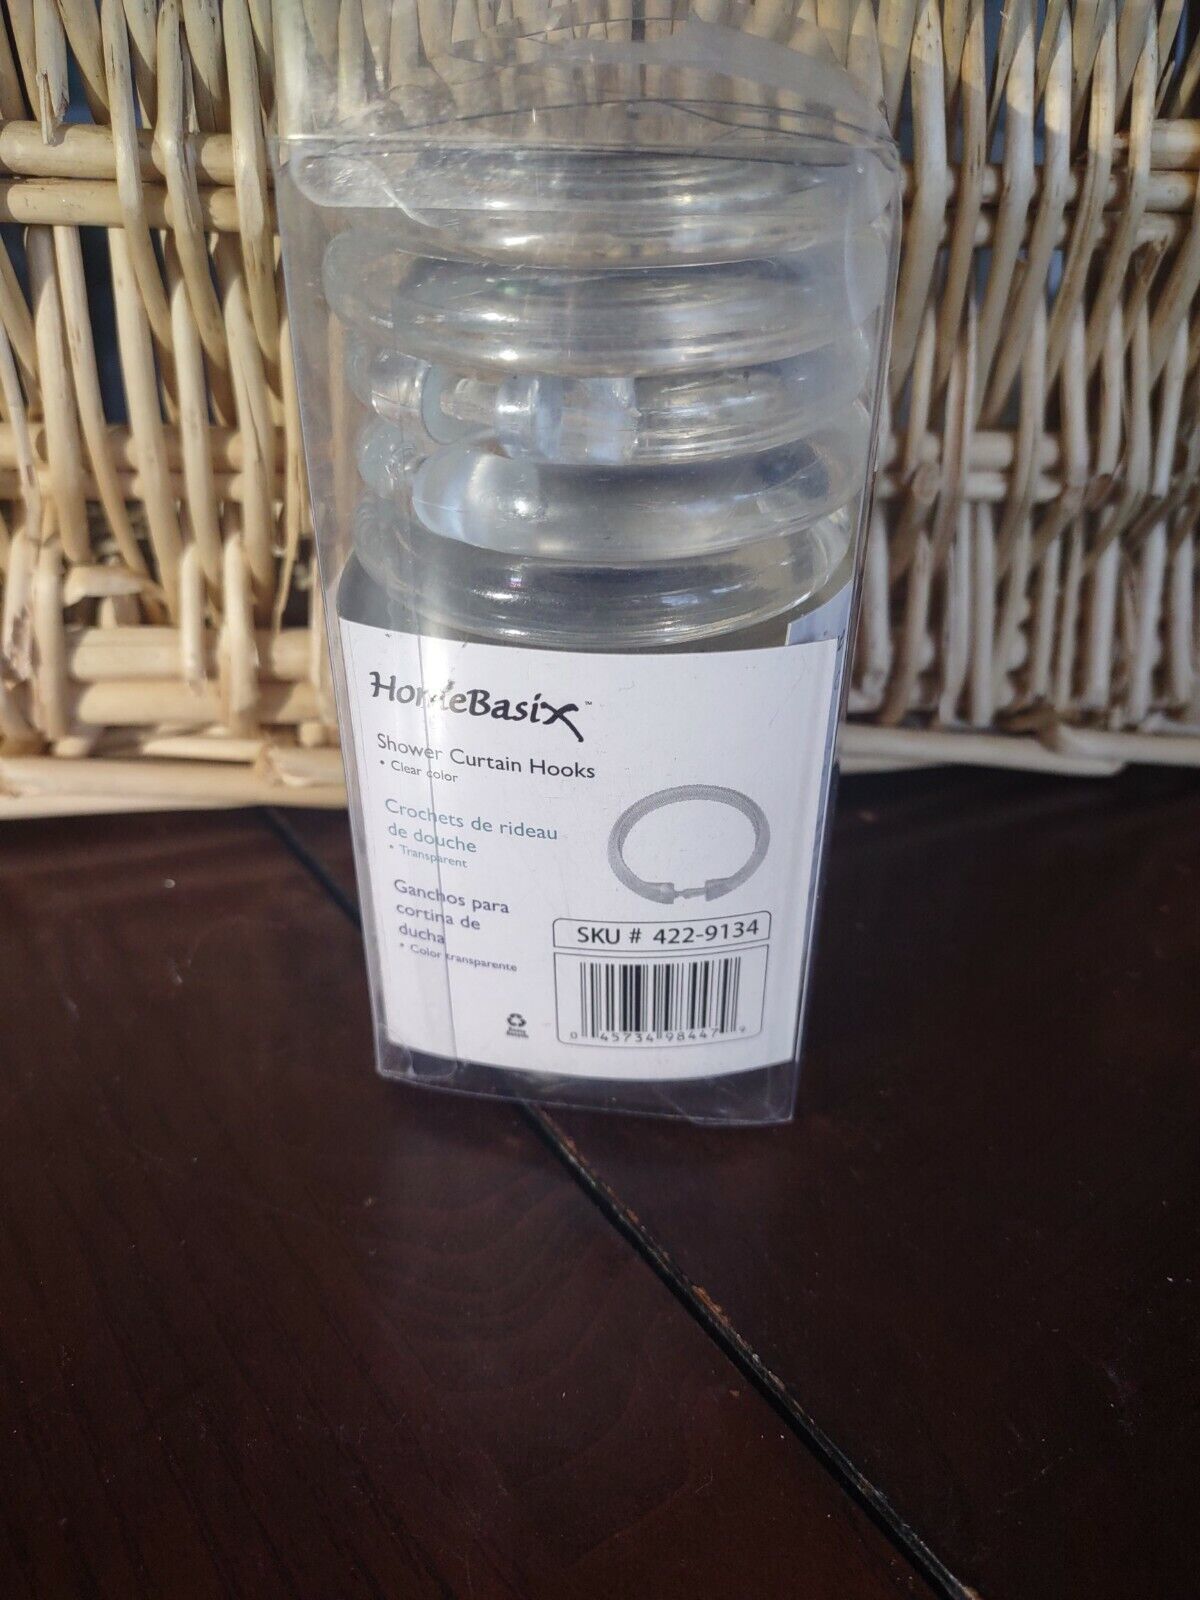 HomeBasix™
Shower Curtain Hooks
• Clear color
Crochets de rideau
de douche
• Transparent
Ganchos para
cortina de
ducha
• Color transparente
SKU # 422-9134
0 45734 98447 9